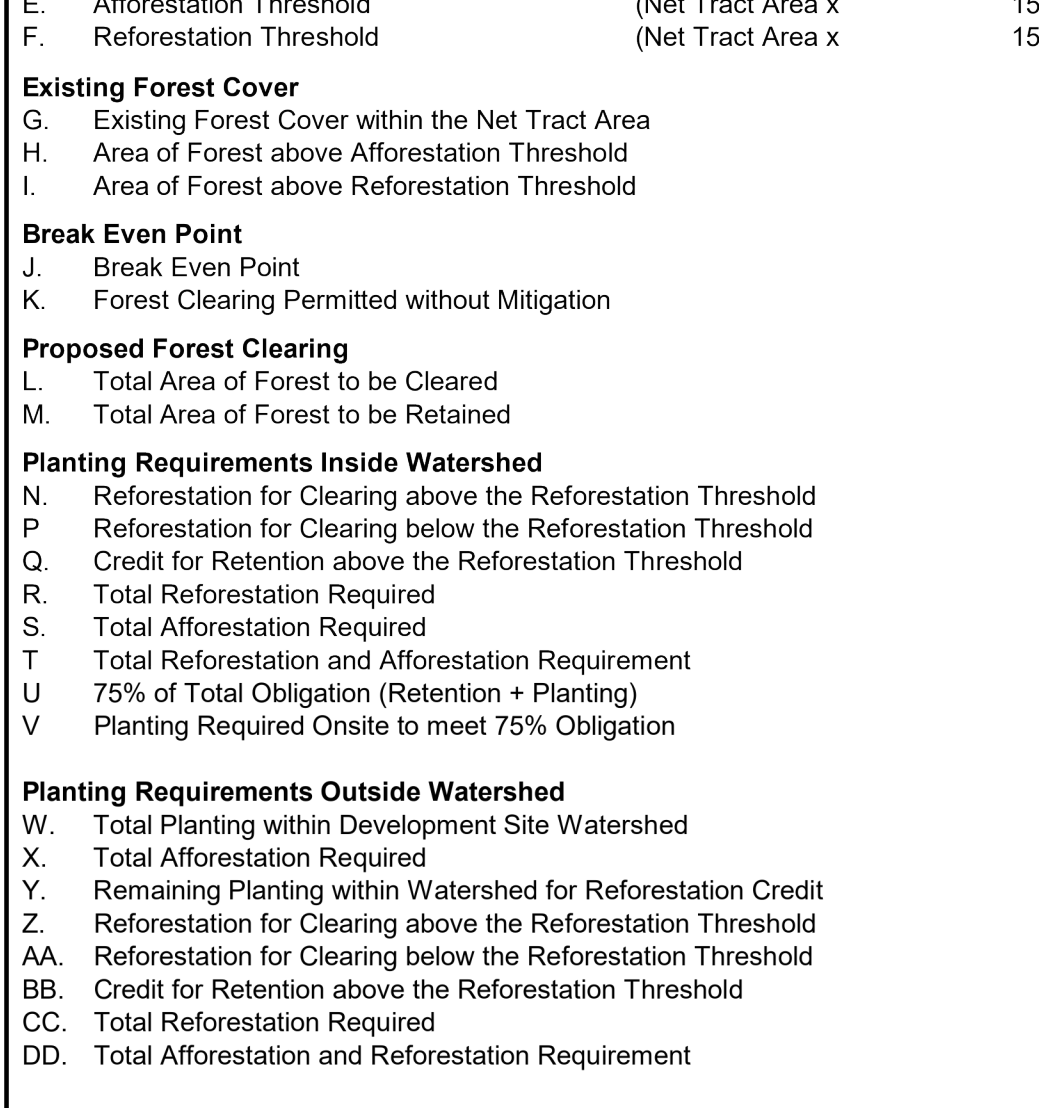 E. Afforestation Threshold (Net Tract Area x 15
F. Reforestation Threshold (Net Tract Area x 15
Existing Forest Cover
G. Existing Forest Cover within the Net Tract Area
H. Area of Forest above Afforestation Threshold
I. Area of Forest above Reforestation Threshold
Break Even Point
J. Break Even Point
K. Forest Clearing Permitted without Mitigation
Proposed Forest Clearing
L. Total Area of Forest to be Cleared
M. Total Area of Forest to be Retained
Planting Requirements Inside Watershed
N. Reforestation for Clearing above the Reforestation Threshold
P Reforestation for Clearing below the Reforestation Threshold
Q. Credit for Retention above the Reforestation Threshold
R. Total Reforestation Required
S. Total Afforestation Required
T Total Reforestation and Afforestation Requirement
U 75% of Total Obligation (Retention + Planting)
V Planting Required Onsite to meet 75% Obligation
Planting Requirements Outside Watershed
W. Total Planting within Development Site Watershed
X. Total Afforestation Required
Y. Remaining Planting within Watershed for Reforestation Credit
Z. Reforestation for Clearing above the Reforestation Threshold
AA. Reforestation for Clearing below the Reforestation Threshold
BB. Credit for Retention above the Reforestation Threshold
CC. Total Reforestation Required
DD. Total Afforestation and Reforestation Requirement